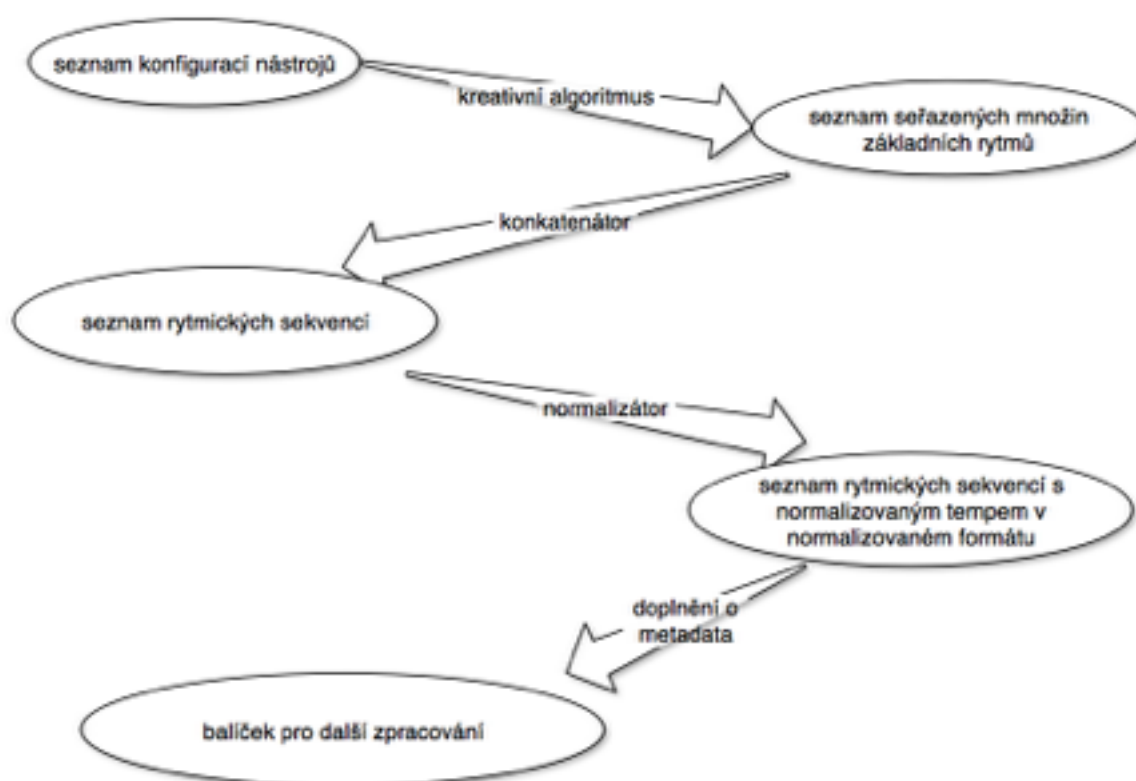 seznam konfigurací nástrojů
kreativní algoritmus
seznam seřazených množin
základních rytmů
konkatenátor
seznam rytmických sekvencí
normalizátor
seznam rytmických sekvencí s
normalizovaným tempem v
normalizovaném formátu
doplnění o
metadata
balíček pro další zpracování